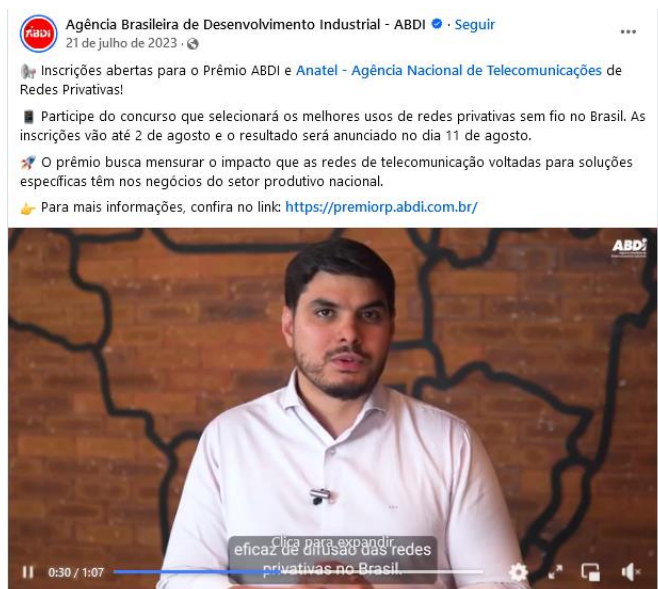 ABDI
Agência Brasileira de Desenvolvimento Industrial - ABDI · Seguir
21 de julho de 2023 ·
Inscrições abertas para o Prêmio ABDI e Anatel - Agência Nacional de Telecomunicações de
Redes Privativas!
Participe do concurso que selecionará os melhores usos de redes privativas sem fio no Brasil. As
inscrições vão até 2 de agosto e o resultado será anunciado no dia 11 de agosto.
O prêmio busca mensurar o impacto que as redes de telecomunicação voltadas para soluções
específicas têm nos negócios do setor produtivo nacional.
Para mais informações, confira no link: https://premiorp.abdi.com.br/
ABDI
Clica para expandir
eficaz de difusão das redes
privativas no Brasil.
0:30 / 1:07